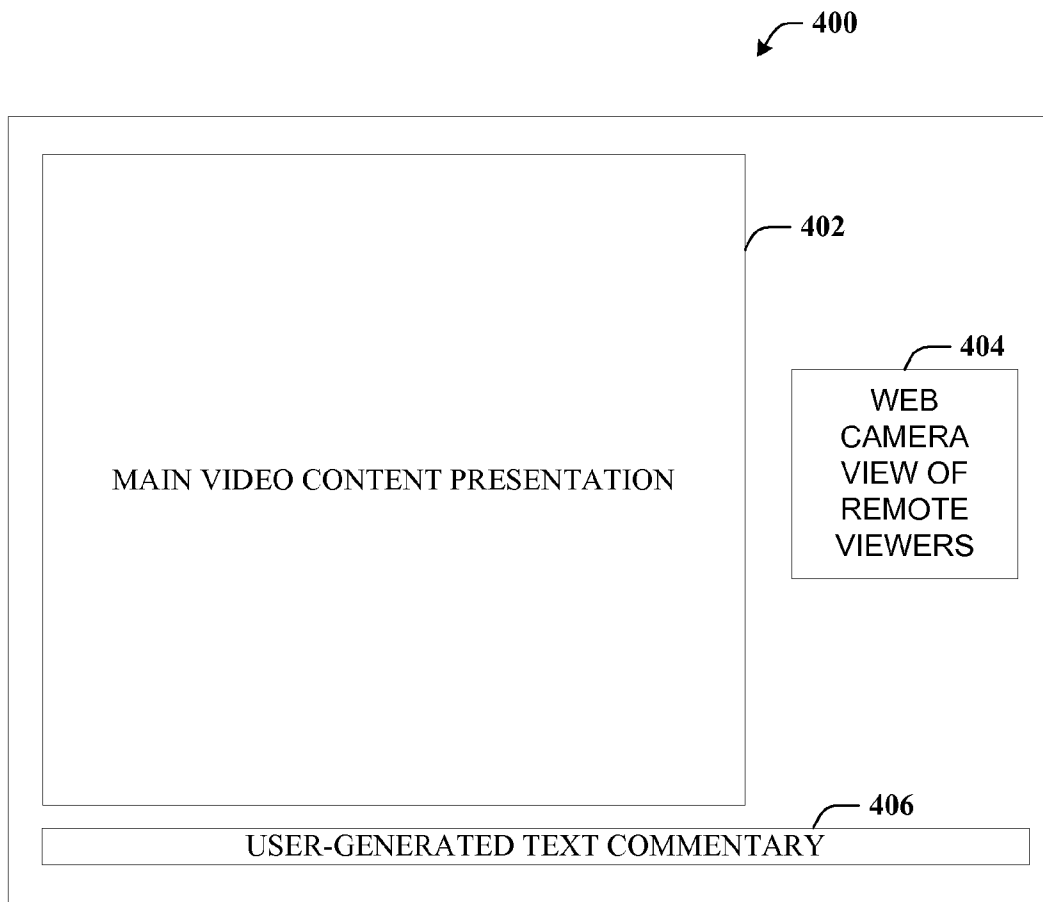 400
402
404
WEB
CAMERA
VIEW OF
REMOTE
VIEWERS
MAIN VIDEO CONTENT PRESENTATION
406
USER-GENERATED TEXT COMMENTARY